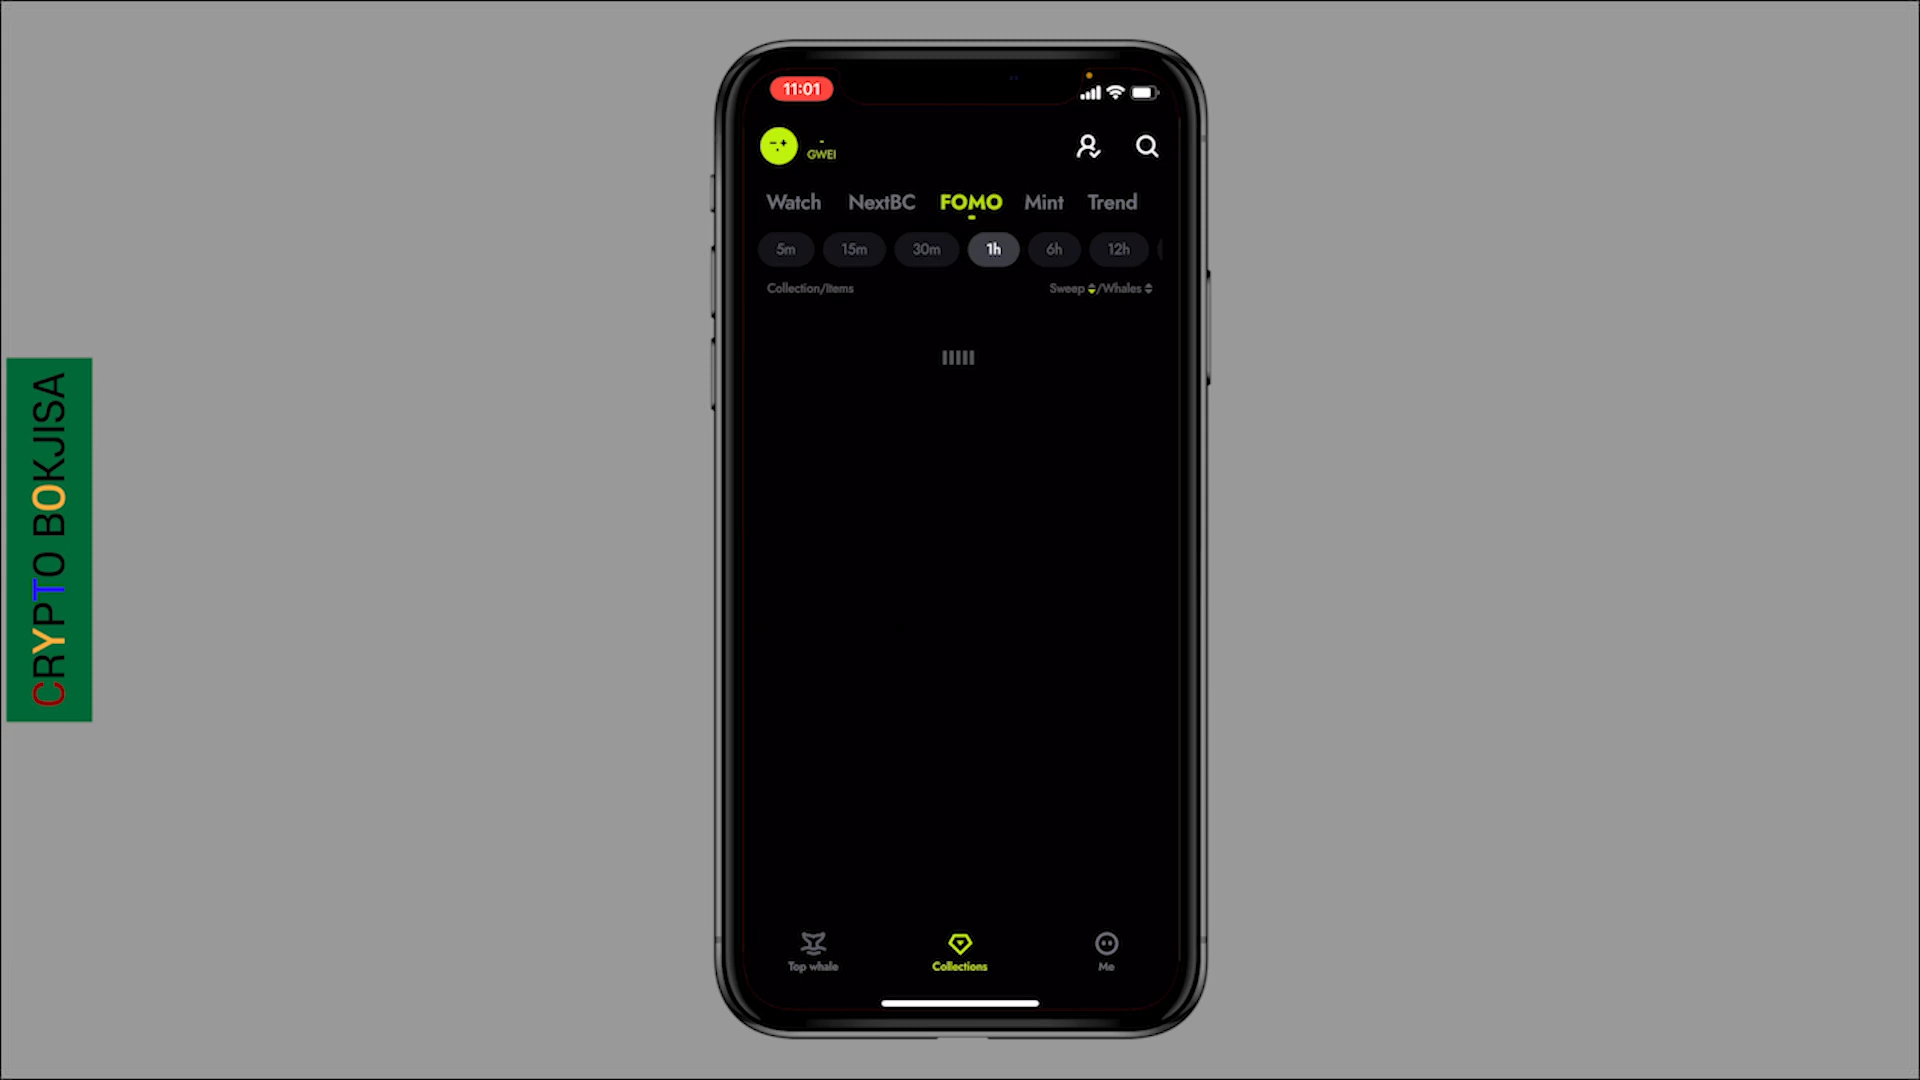 11:01
-
GWEI
Watch NextBC FOMO Mint Trend
5m 15m 30m 1h 6h 12h
Collection/Items Sweep /Whales
CRYPTO BOKJISA
Top whale Collections Me